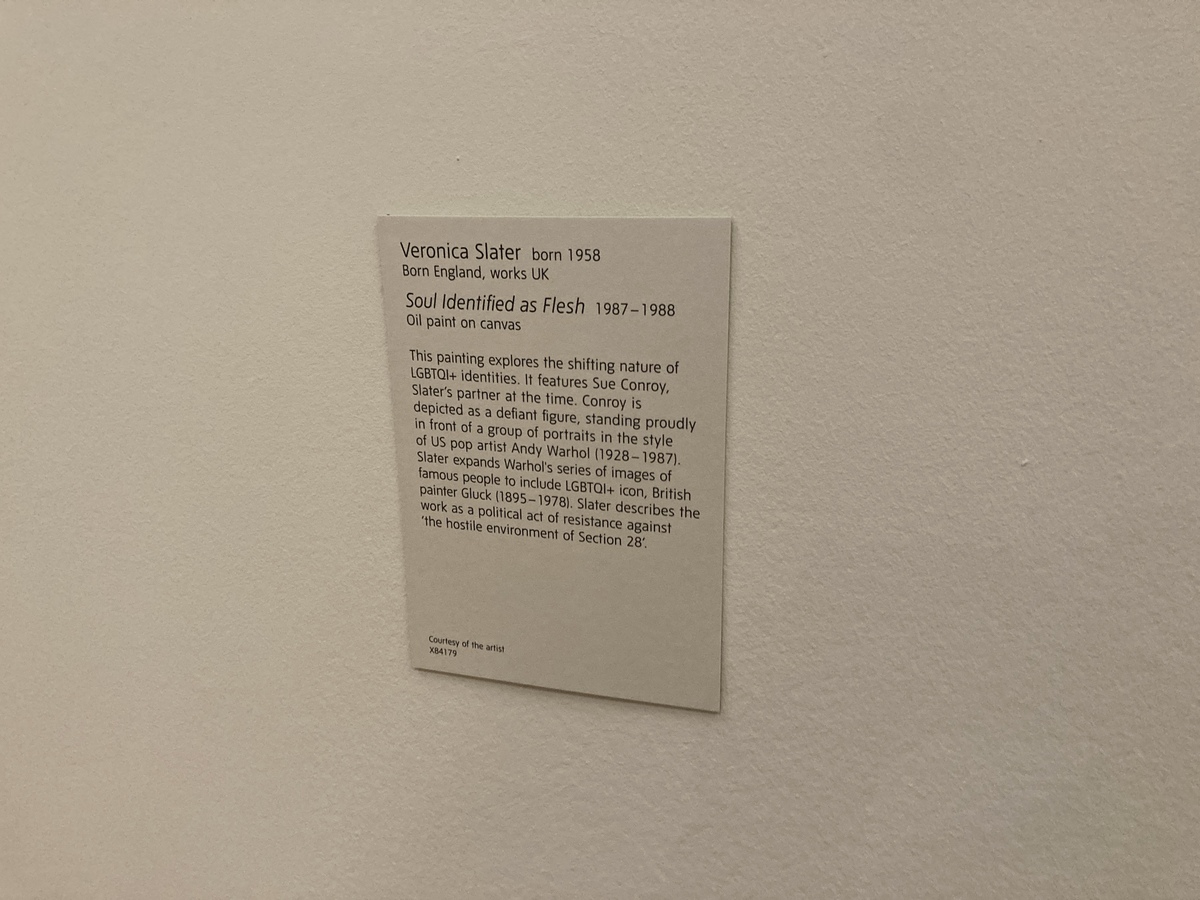 Veronica Slater born 1958
Born England, works UK
Soul Identified as Flesh 1987–1988
Oil paint on canvas
This painting explores the shifting nature of
LGBTQI+ identities. It features Sue Conroy,
Slater's partner at the time. Conroy is
depicted as a defiant figure, standing proudly
in front of a group of portraits in the style
of US pop artist Andy Warhol (1928–1987).
Slater expands Warhol's series of images of
famous people to include LGBTQI+ icon, British
painter Gluck (1895–1978). Slater describes the
work as a political act of resistance against
'the hostile environment of Section 28'.
Courtesy of the artist
X84179